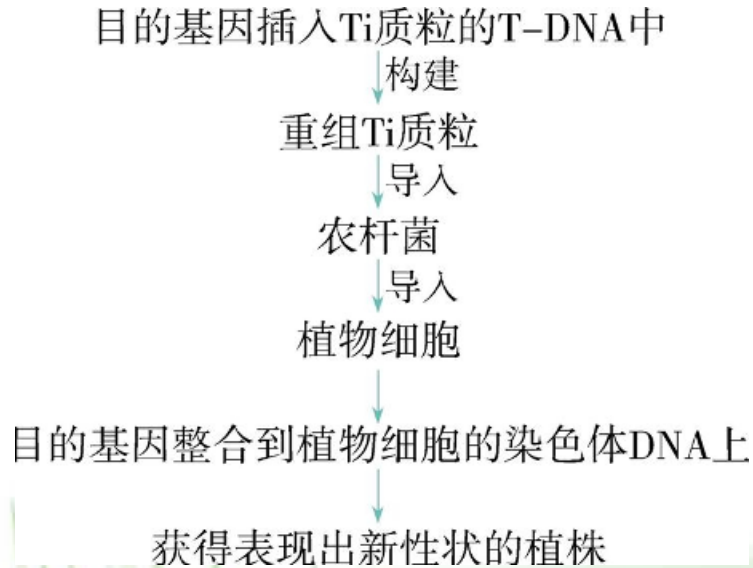 目的基因插入Ti质粒的T-DNA中
构建
重组Ti质粒
导入
农杆菌
导入
植物细胞
目的基因整合到植物细胞的染色体DNA上
获得表现出新性状的植株